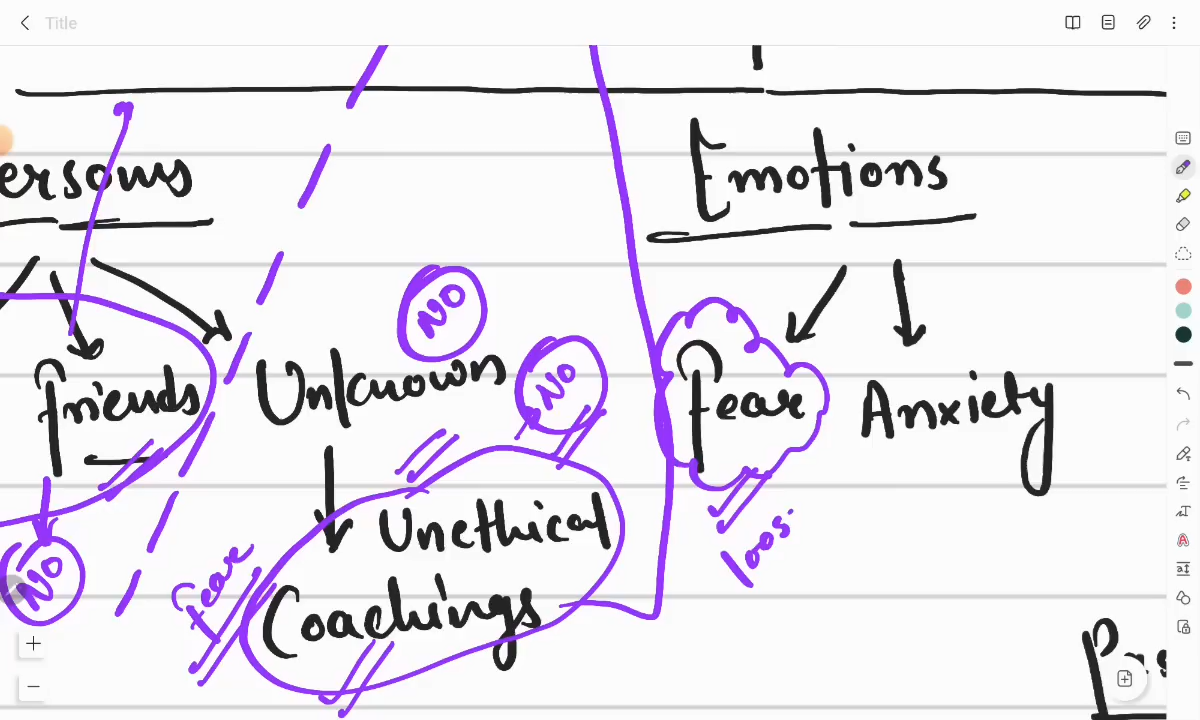 Title
ersons
Emotions
friends
Unknown
NO
NO
fear
Anxiety
NO
fear
Unethical
Coachings